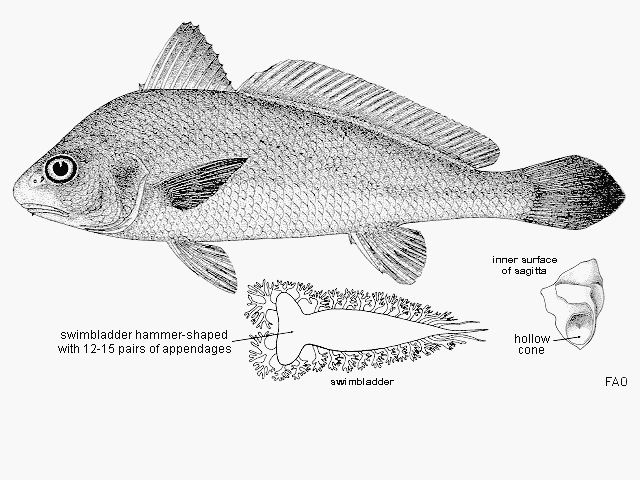 inner surface
of sagitta
swimbladder hammer-shaped
with 12-15 pairs of appendages
hollow
cone
swimbladder
FAO